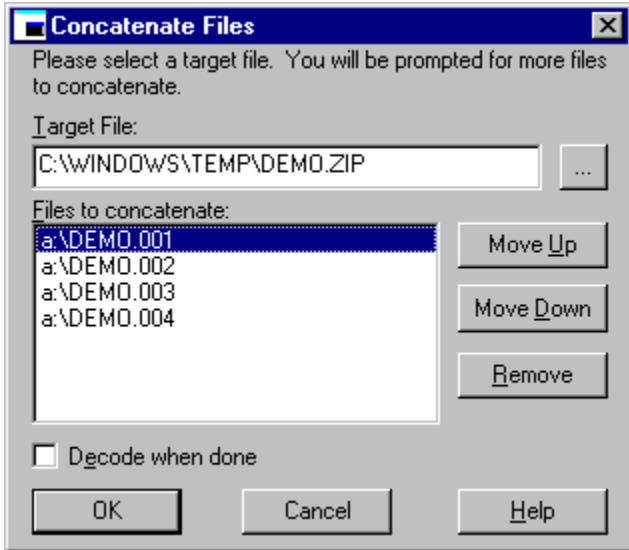 Concatenate Files
Please select a target file.  You will be prompted for more files
to concatenate.
Target File:
C:\WINDOWS\TEMP\DEMO.ZIP
...
Files to concatenate:
a:\DEMO.001
a:\DEMO.002
a:\DEMO.003
a:\DEMO.004
Move Up
Move Down
Remove
Decode when done
OK
Cancel
Help